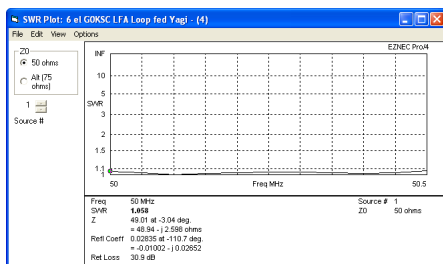 SWR Plot: 6 el G0KSC LFA Loop fed Yagi - (4)
File Edit View Options
Z0
50 ohms
Alt (75 ohms)
1
Source #
EZNEC Pro/4
INF
10
5
SWR
3
2
1.5
1.1
1
50
Freq MHz
50.5
Freq 50 MHz
Source # 1
SWR 1.058
Z0 50 ohms
Z 49.01 at -3.04 deg.
= 48.94 - j 2.598 ohms
Refl Coeff 0.02835 at -110.7 deg.
= -0.01002 - j 0.02652
Ret Loss 30.9 dB